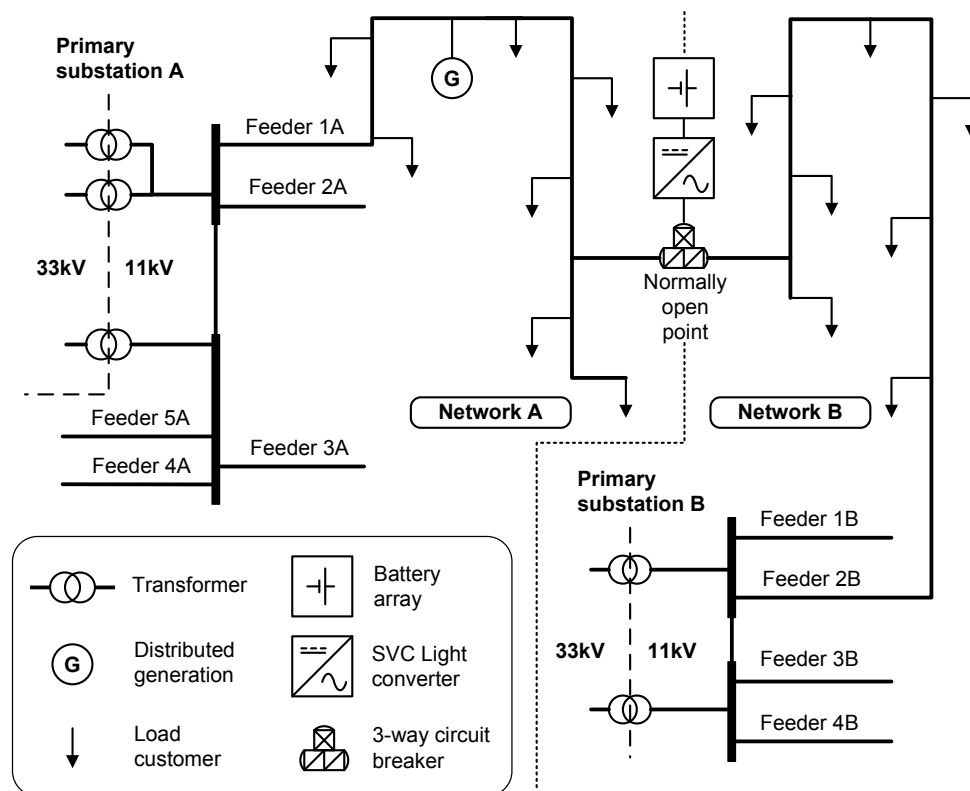 Primary
substation A
Feeder 1A
Feeder 2A
G
33kV
11kV
Normally
open
point
Feeder 5A
Feeder 4A
Feeder 3A
Network A
Network B
Primary
substation B
Feeder 1B
Feeder 2B
33kV
11kV
Feeder 3B
Feeder 4B
Transformer
Battery
array
G
Distributed
generation
SVC Light
converter
Load
customer
3-way circuit
breaker